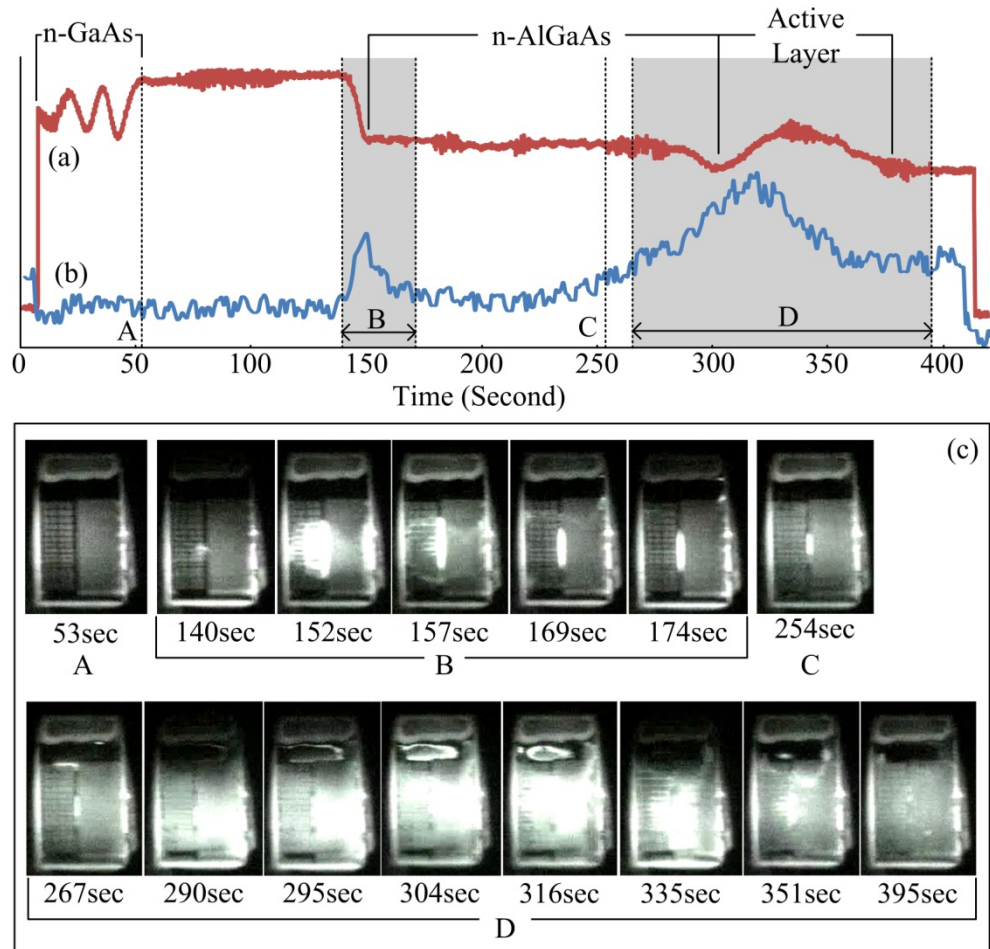 n-GaAs
n-AlGaAs
Active
Layer
(a)
(b)
A
B
C
D
0
50
100
150
200
250
300
350
400
Time (Second)
(c)
53sec
140sec
152sec
157sec
169sec
174sec
254sec
A
B
C
267sec
290sec
295sec
304sec
316sec
335sec
351sec
395sec
D